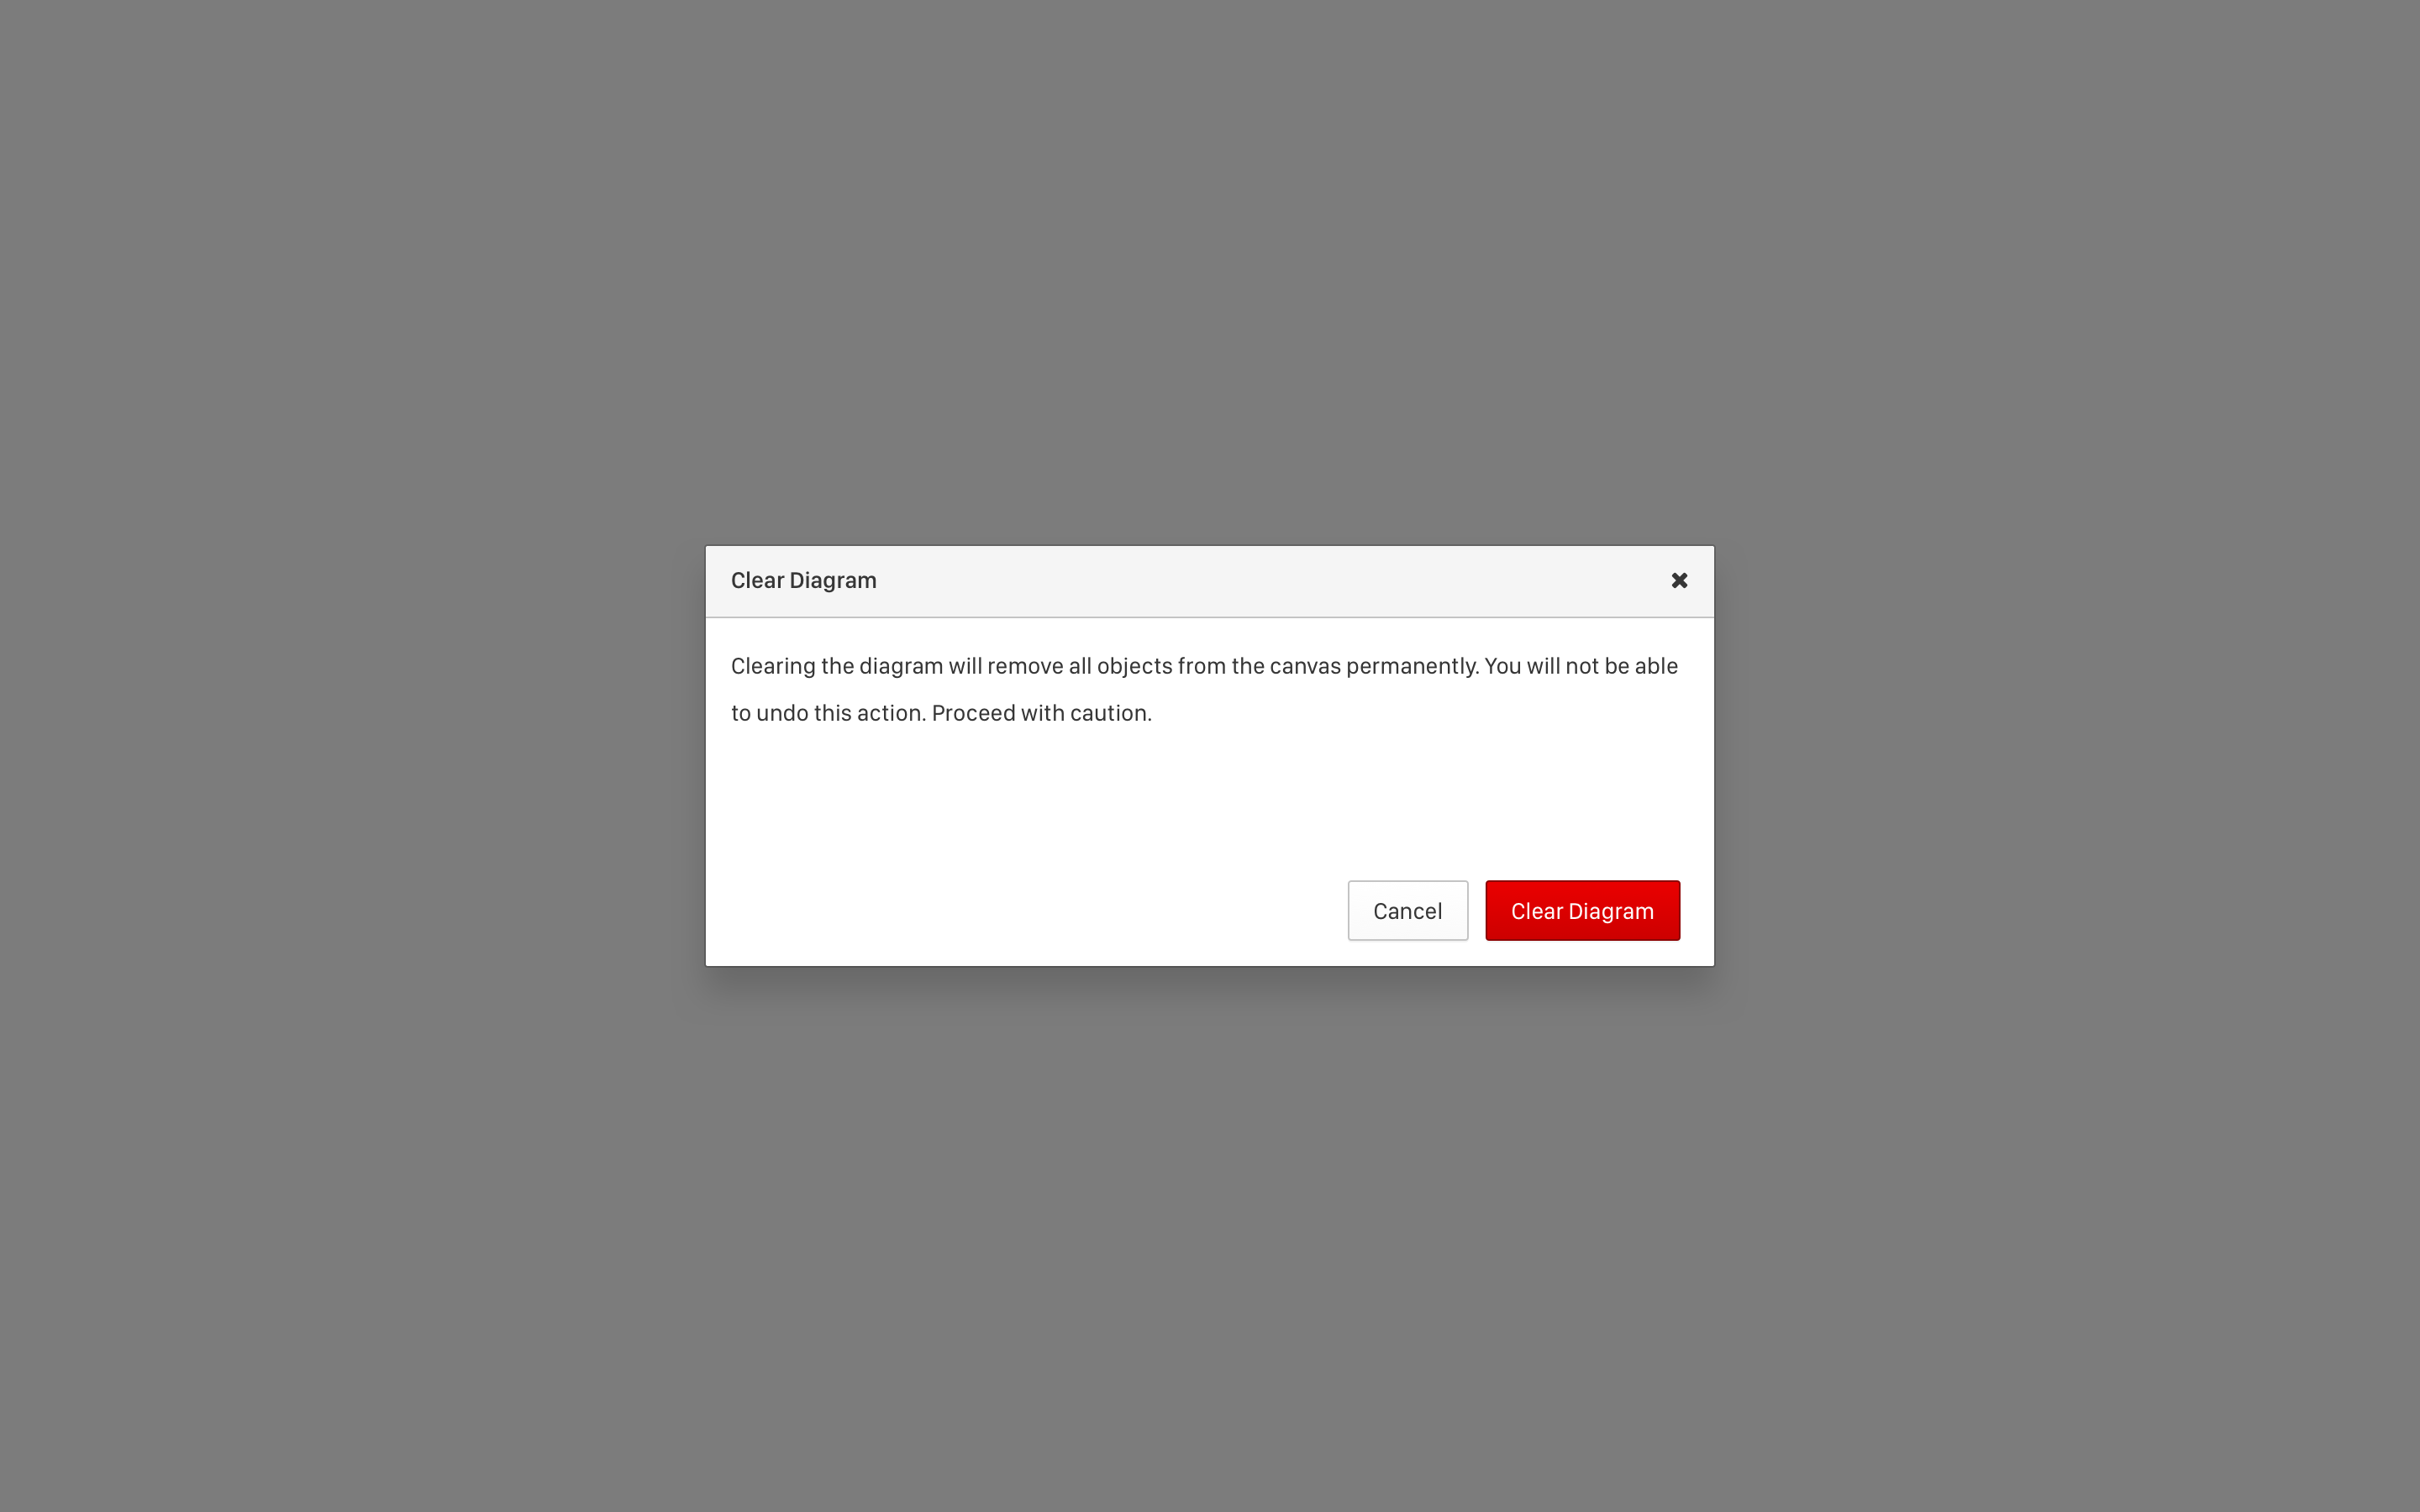 Clear Diagram
Clearing the diagram will remove all objects from the canvas permanently. You will not be able
to undo this action. Proceed with caution.
Cancel
Clear Diagram